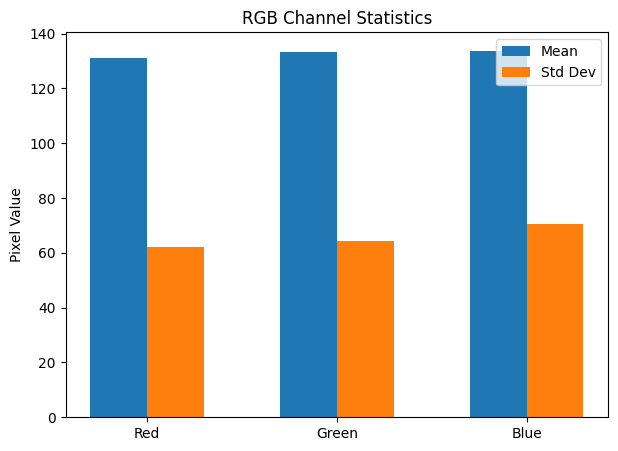 RGB Channel Statistics
Mean
Std Dev
Pixel Value
140
120
100
80
60
40
20
0
Red
Green
Blue